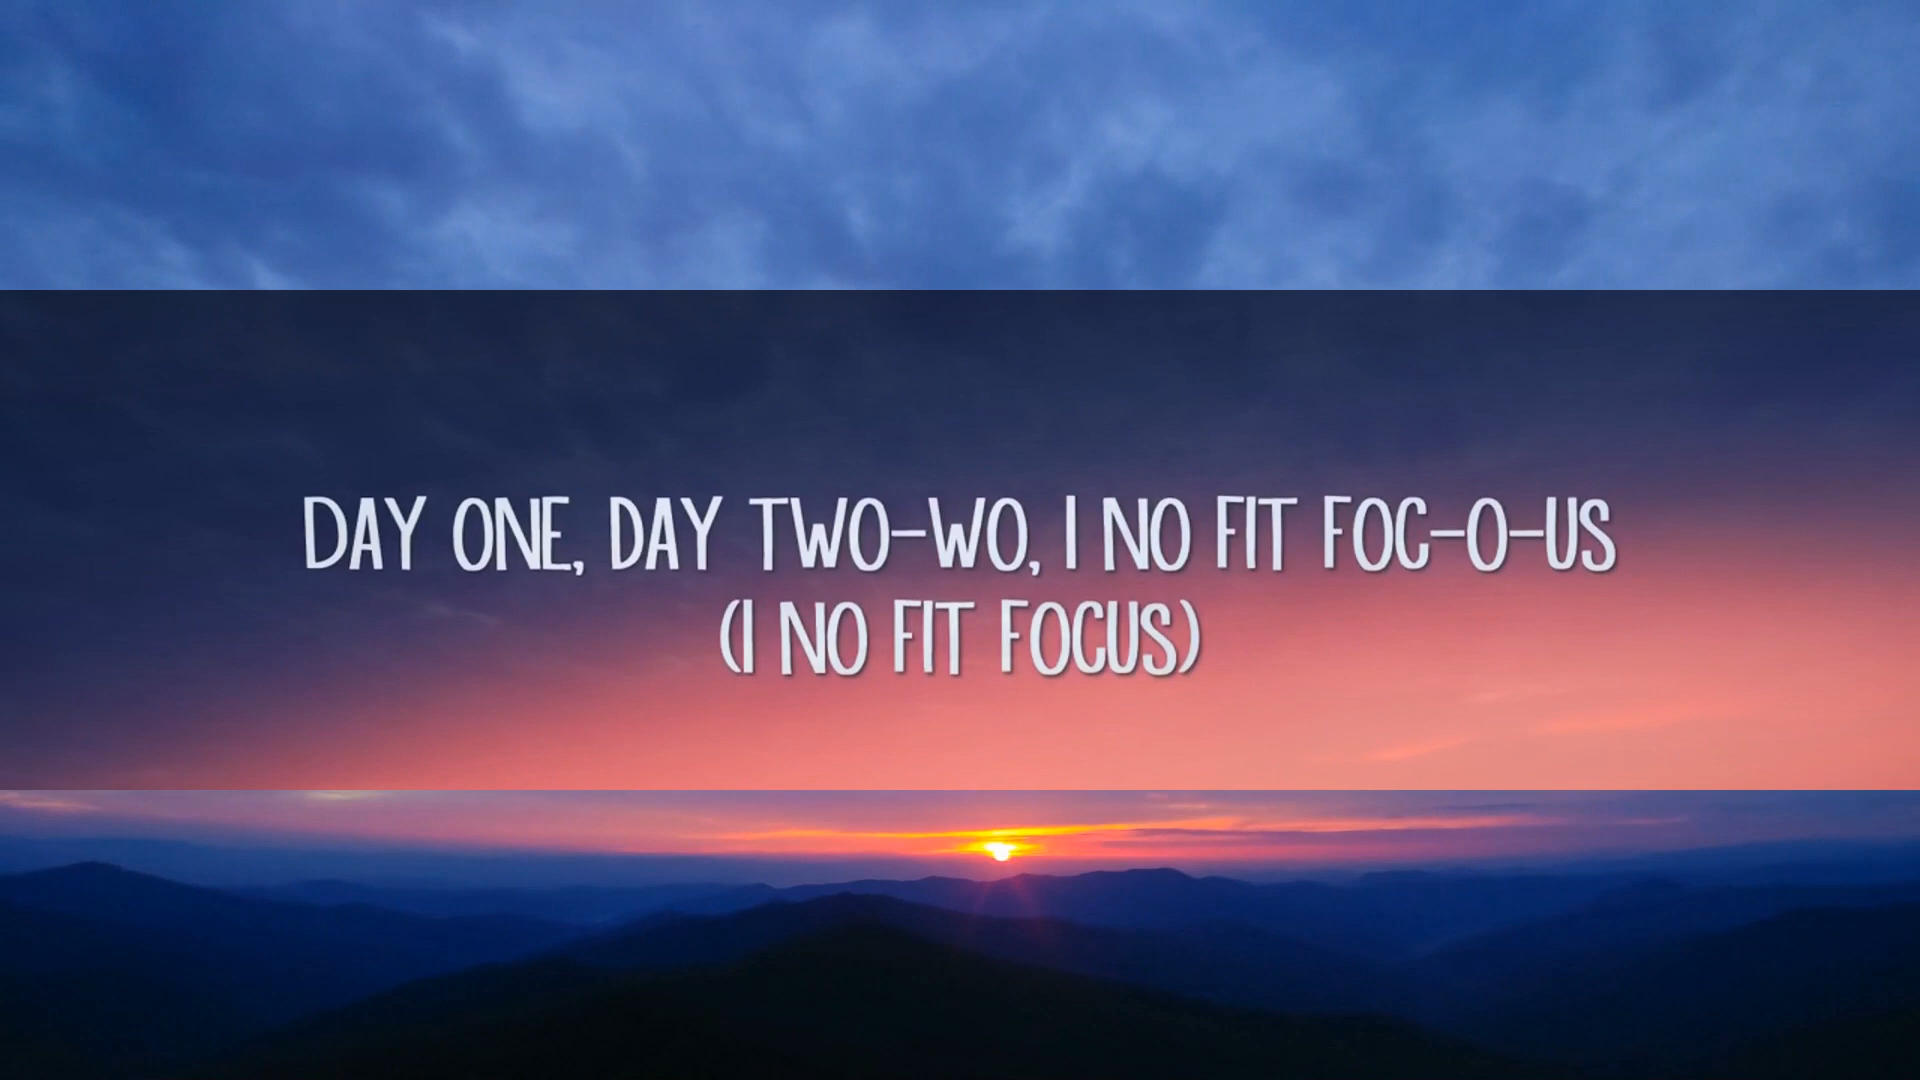 DAY ONE, DAY TWO-WO, I NO FIT FOC-O-US
(I NO FIT FOCUS)